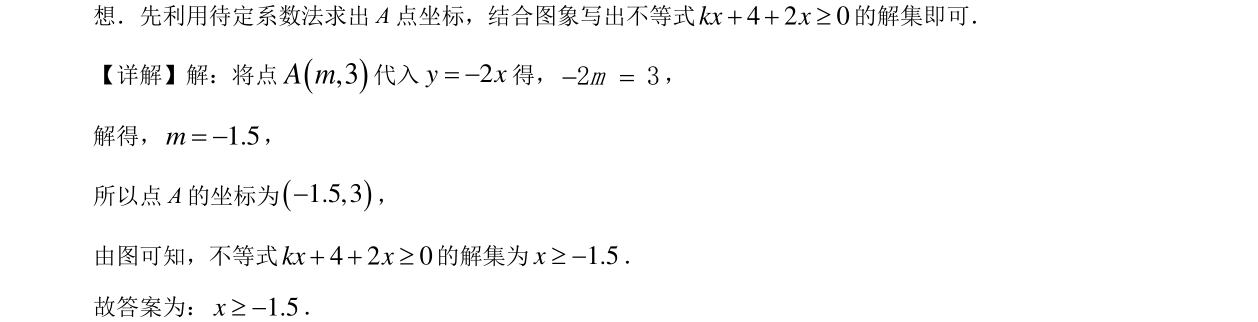 想．先利用待定系数法求出 A 点坐标，结合图象写出不等式 kx+4+2x≥0 的解集即可．
【详解】解：将点 A(m,3) 代入 y=−2x 得，−2m = 3，
解得，m=−1.5，
所以点 A 的坐标为(−1.5,3)，
由图可知，不等式 kx+4+2x≥0 的解集为 x≥−1.5．
故答案为：x≥−1.5．